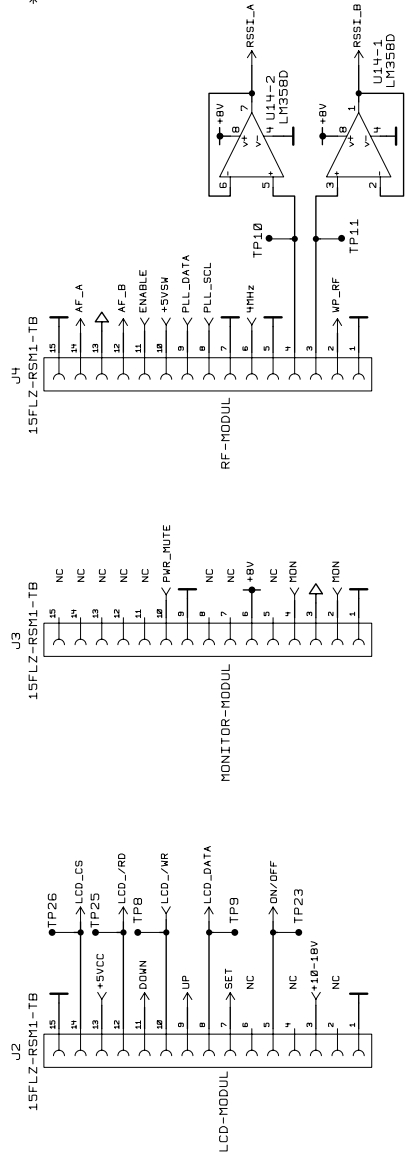 *
J4
15FLZ-RSM1-TB
RF-MODUL
15
14 AF_A
13
12 AF_B
11 ENABLE
10 +5VSW
9 PLL_DATA
8 PLL_SCL
7
6 4MHz
5
4
3
2 WP_RF
1
TP10
TP11
+8V
6 - 8 V+
5 + V- 4
7 RSSI_A
U14-2
LM358D
+8V
3 + 8 V+
2 - V- 4
1 RSSI_B
U14-1
LM358D
J3
15FLZ-RSM1-TB
MONITOR-MODUL
15 NC
14 NC
13 NC
12 NC
11 NC
10 PWR_MUTE
9
8 NC
7 NC
6 +8V
5 NC
4 MON
3
2 MON
1
J2
15FLZ-RSM1-TB
LCD-MODUL
15
TP26
14 LCD_CS
13 +5VCC
TP25
12 LCD_/RD
11 DOWN
TP8
10 LCD_/WR
9 UP
8 LCD_DATA
TP9
7 SET
6 NC
5 ON/OFF
TP23
4 NC
3 +10-18V
2 NC
1